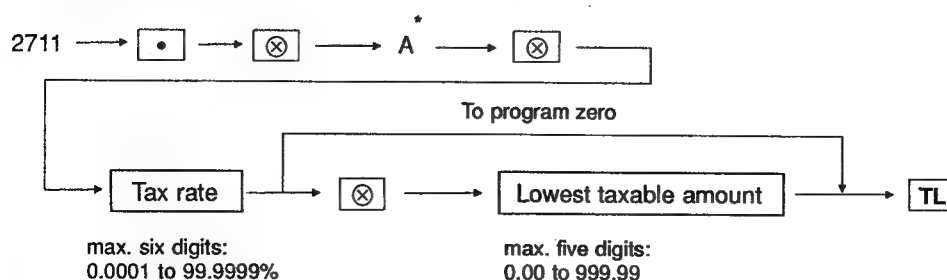 2711 • ⊗ A* ⊗
To program zero
Tax rate ⊗ Lowest taxable amount TL
max. six digits: max. five digits:
0.0001 to 99.9999% 0.00 to 999.99